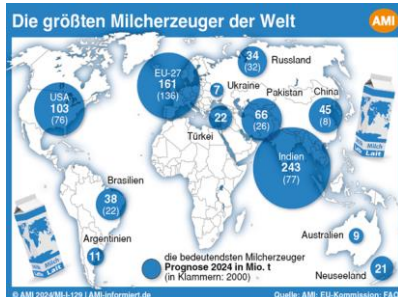 Die größten Milcherzeuger der Welt
AMI
USA
103
(76)
EU-27
161
(136)
34
(32)
Russland
Ukraine
7
Pakistan
66
(26)
China
45
(8)
22
Türkei
Indien
243
(77)
Milch
Lait
Brasilien
38
(22)
Argentinien
11
Australien
9
Neuseeland
21
die bedeutendsten Milcherzeuger
Prognose 2024 in Mio. t
(in Klammern: 2000)
© AMI 2024/MI-I-129 | AMI-informiert.de
Quelle: AMI; EU-Kommission; FAO